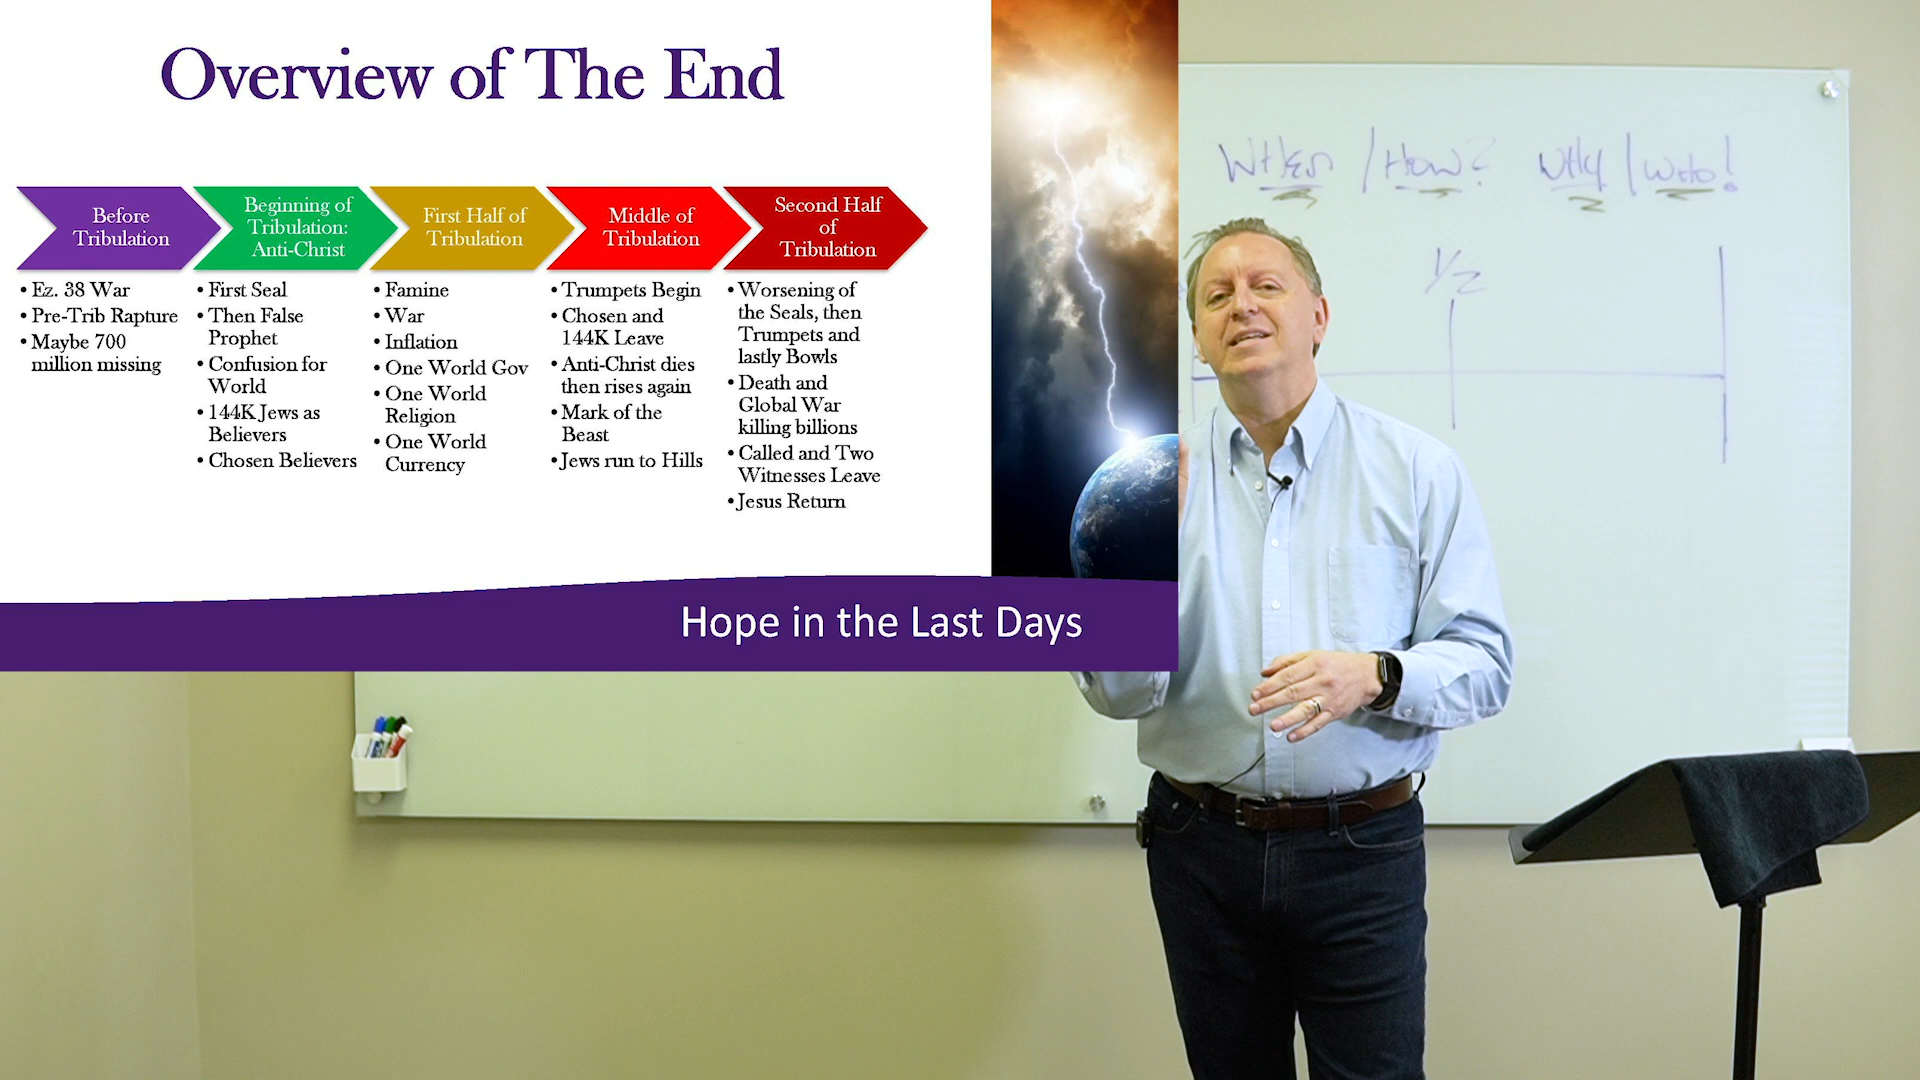 Overview of The End
Before
Tribulation
• Ez. 38 War
• Pre-Trib Rapture
• Maybe 700
million missing
Beginning of
Tribulation:
Anti-Christ
• First Seal
• Then False
Prophet
• Confusion for
World
• 144K Jews as
Believers
• Chosen Believers
First Half of
Tribulation
• Famine
• War
• Inflation
• One World Gov
• One World
Religion
• One World
Currency
Middle of
Tribulation
• Trumpets Begin
• Chosen and
144K Leave
• Anti-Christ dies
then rises again
• Mark of the
Beast
• Jews run to Hills
Second Half
of
Tribulation
• Worsening of
the Seals, then
Trumpets and
lastly Bowls
• Death and
Global War
killing billions
• Called and Two
Witnesses Leave
• Jesus Return
Hope in the Last Days
WHEN / HOW? WHY / WHO!
1/2